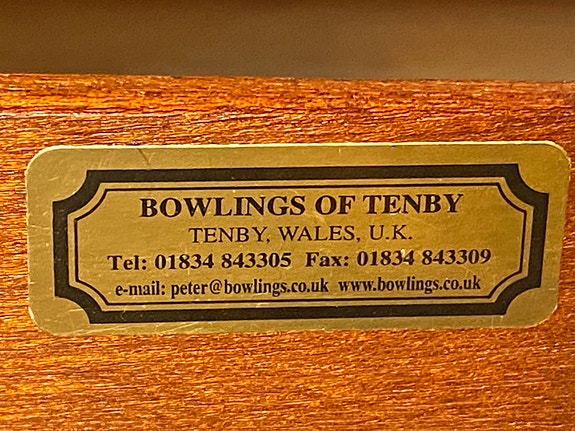 BOWLINGS OF TENBY
TENBY, WALES, U.K.
Tel: 01834 843305 Fax: 01834 843309
e-mail: peter@bowlings.co.uk www.bowlings.co.uk